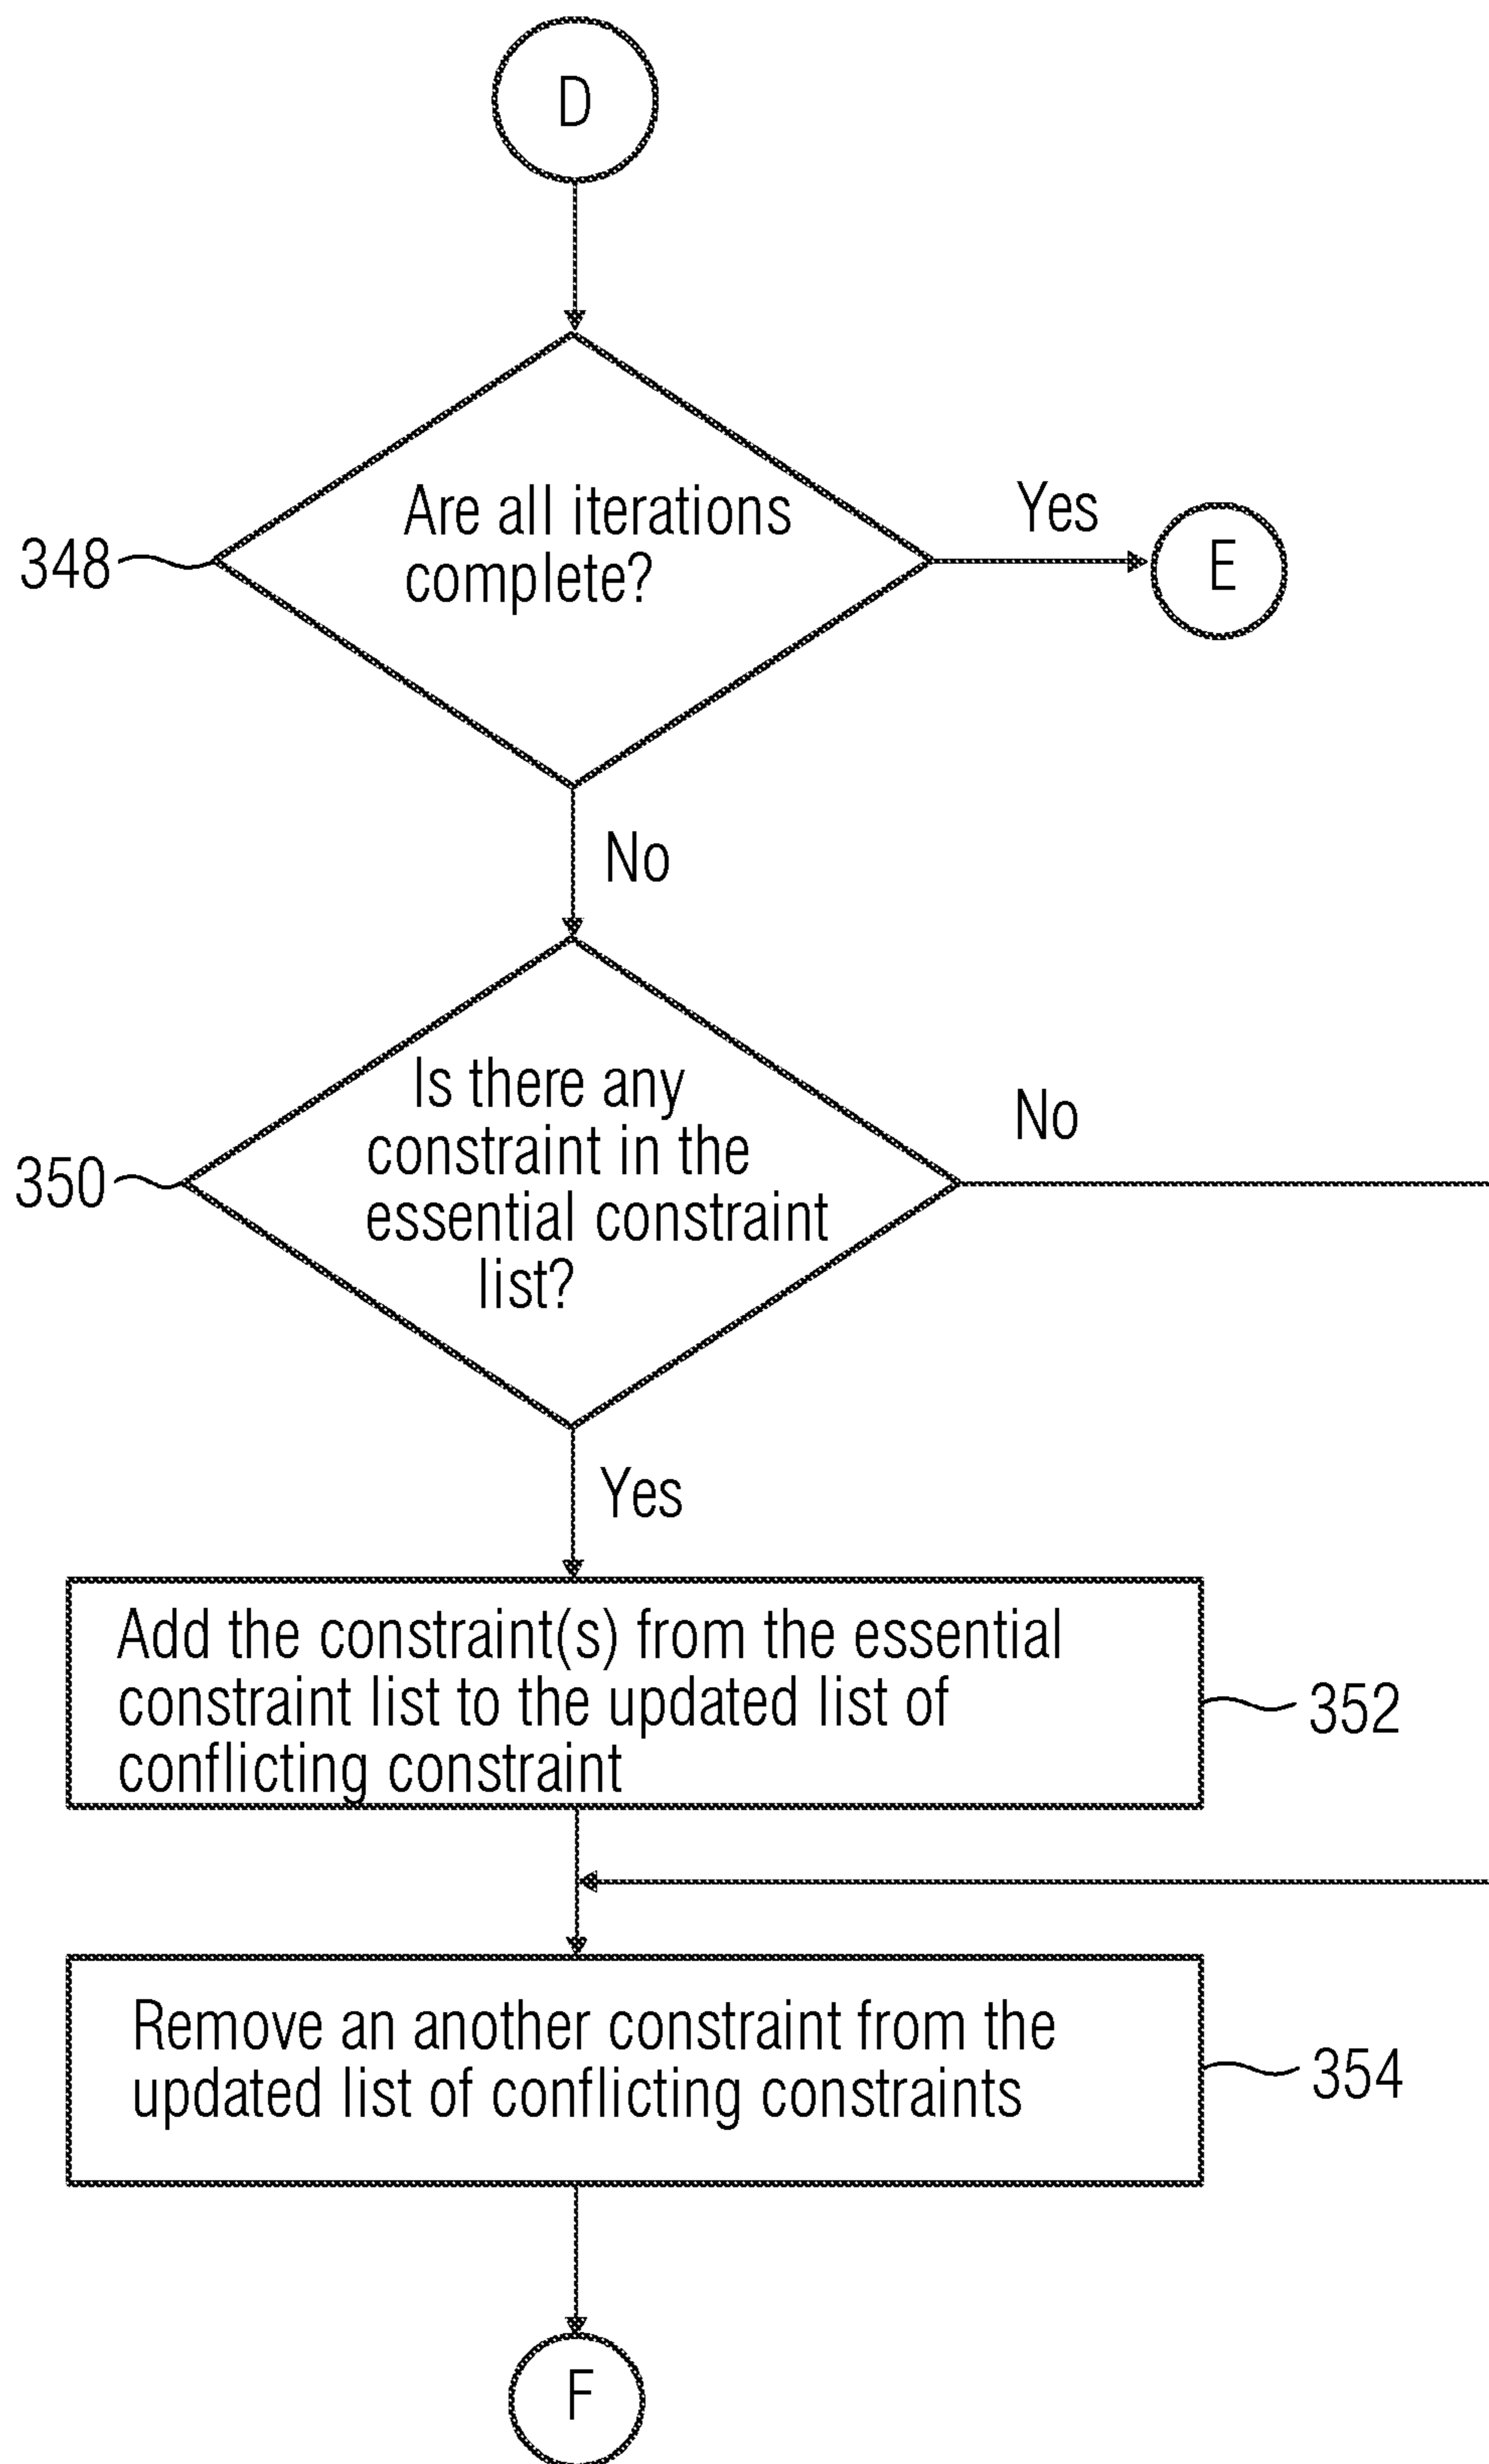 D
Are all iterations
complete?
Yes
E
348
No
Is there any
constraint in the
essential constraint
list?
No
350
Yes
Add the constraint(s) from the essential
constraint list to the updated list of
conflicting constraint
352
Remove an another constraint from the
updated list of conflicting constraints
354
F